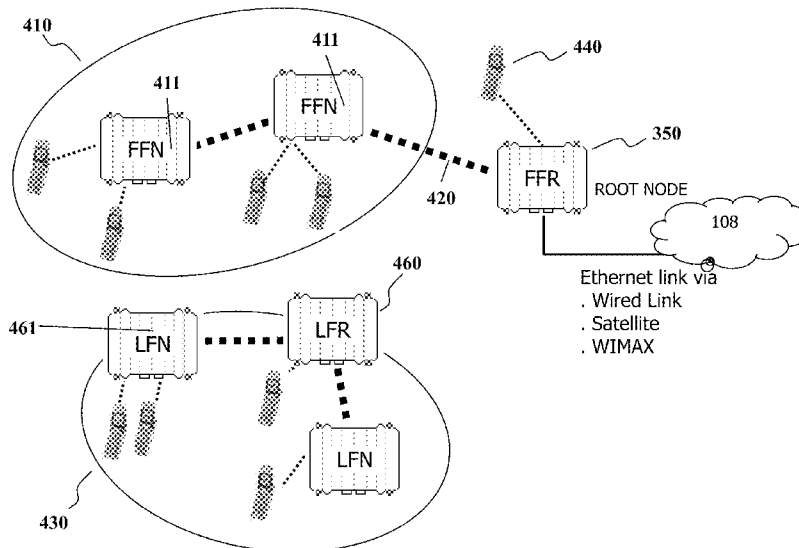 410
411
440
411
FFN
350
FFN
FFR
ROOT NODE
420
108
Ethernet link via
. Wired Link
. Satellite
. WIMAX
460
461
LFN
LFR
LFN
430